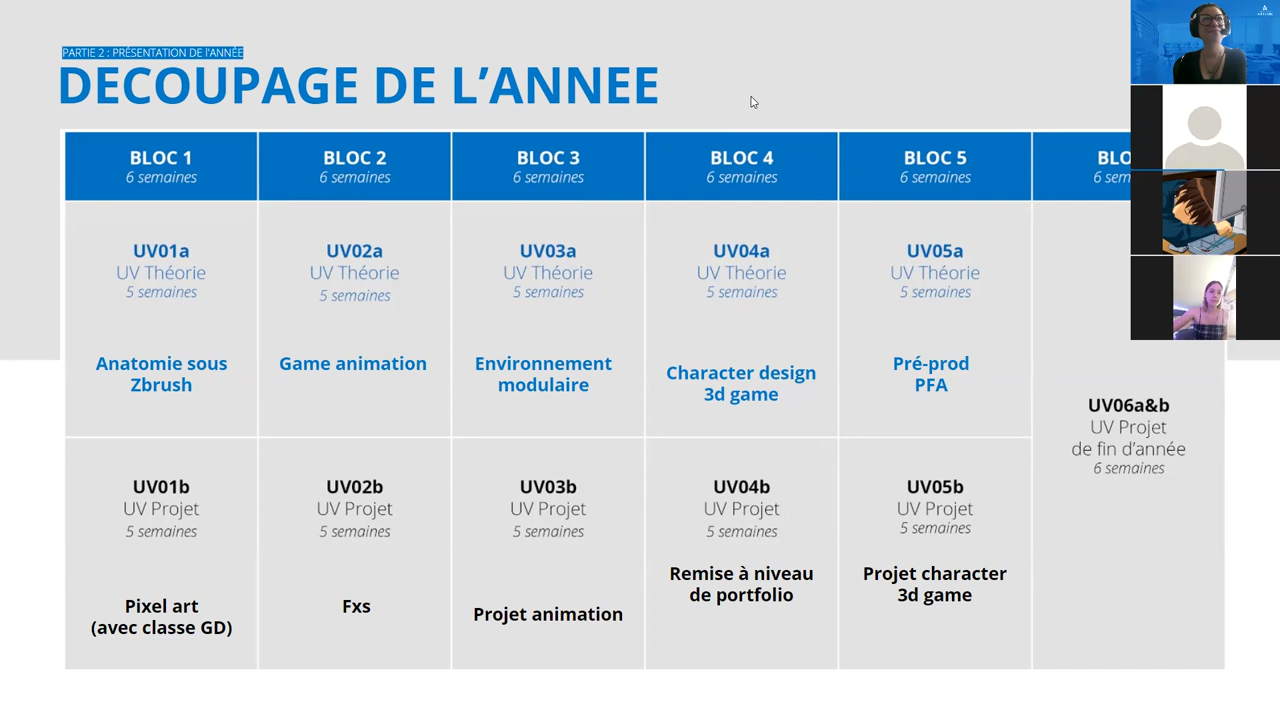 PARTIE 2 : PRÉSENTATION DE l'ANNÉE
DECOUPAGE DE L’ANNEE
BLOC 1
6 semaines
BLOC 2
6 semaines
BLOC 3
6 semaines
BLOC 4
6 semaines
BLOC 5
6 semaines
BLO
6 sem
UV01a
UV Théorie
5 semaines
Anatomie sous
Zbrush
UV02a
UV Théorie
5 semaines
Game animation
UV03a
UV Théorie
5 semaines
Environnement
modulaire
UV04a
UV Théorie
5 semaines
Character design
3d game
UV05a
UV Théorie
5 semaines
Pré-prod
PFA
UV06a&b
UV Projet
de fin d’année
6 semaines
UV01b
UV Projet
5 semaines
Pixel art
(avec classe GD)
UV02b
UV Projet
5 semaines
Fxs
UV03b
UV Projet
5 semaines
Projet animation
UV04b
UV Projet
5 semaines
Remise à niveau
de portfolio
UV05b
UV Projet
5 semaines
Projet character
3d game